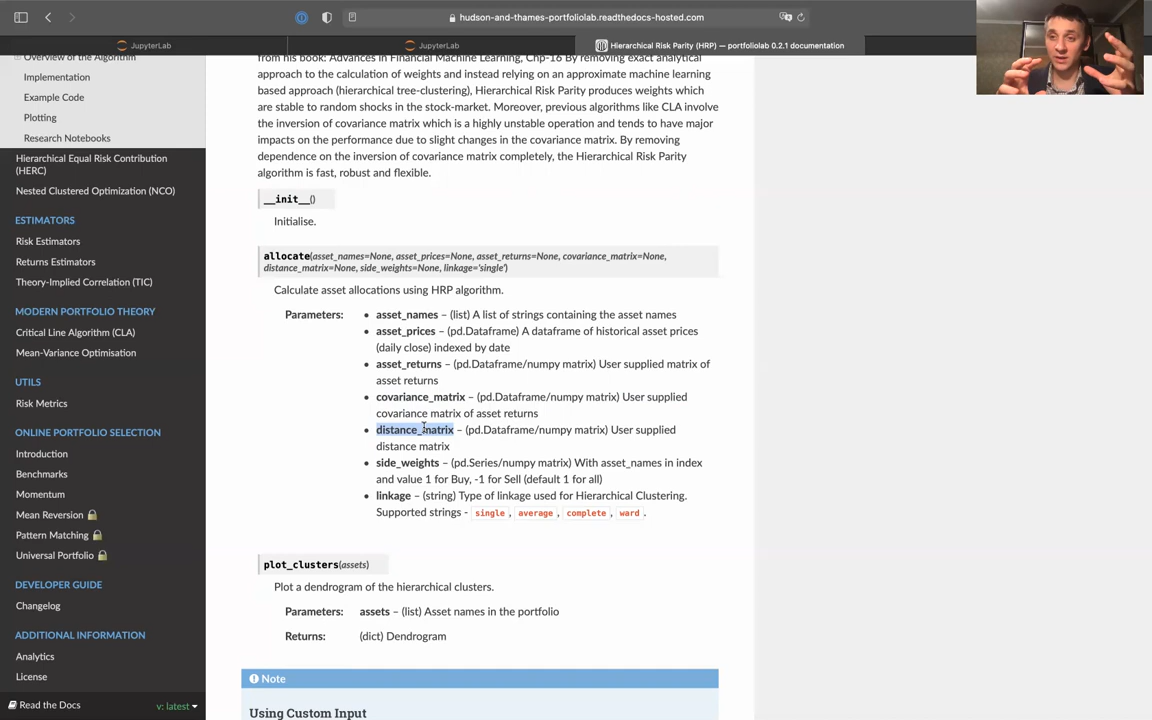 hudson-and-thames-portfoliolab.readthedocs-hosted.com
JupyterLab
JupyterLab
Hierarchical Risk Parity (HRP) — portfoliolab 0.2.1 documentation
Overview of the Algorithm
Implementation
Example Code
Plotting
Research Notebooks
Hierarchical Equal Risk Contribution
(HERC)
Nested Clustered Optimization (NCO)
ESTIMATORS
Risk Estimators
Returns Estimators
Theory-Implied Correlation (TIC)
MODERN PORTFOLIO THEORY
Critical Line Algorithm (CLA)
Mean-Variance Optimisation
UTILS
Risk Metrics
ONLINE PORTFOLIO SELECTION
Introduction
Benchmarks
Momentum
Mean Reversion
Pattern Matching
Universal Portfolio
DEVELOPER GUIDE
Changelog
ADDITIONAL INFORMATION
Analytics
License
Read the Docs v: latest
from his book: Advances in Financial Machine Learning, Chp-16 By removing exact analytical
approach to the calculation of weights and instead relying on an approximate machine learning
based approach (hierarchical tree-clustering), Hierarchical Risk Parity produces weights which
are stable to random shocks in the stock-market. Moreover, previous algorithms like CLA involve
the inversion of covariance matrix which is a highly unstable operation and tends to have major
impacts on the performance due to slight changes in the covariance matrix. By removing
dependence on the inversion of covariance matrix completely, the Hierarchical Risk Parity
algorithm is fast, robust and flexible.
__init__()
Initialise.
allocate(asset_names=None, asset_prices=None, asset_returns=None, covariance_matrix=None,
distance_matrix=None, side_weights=None, linkage='single')
Calculate asset allocations using HRP algorithm.
Parameters:
• asset_names – (list) A list of strings containing the asset names
• asset_prices – (pd.Dataframe) A dataframe of historical asset prices
(daily close) indexed by date
• asset_returns – (pd.Dataframe/numpy matrix) User supplied matrix of
asset returns
• covariance_matrix – (pd.Dataframe/numpy matrix) User supplied
covariance matrix of asset returns
• distance_matrix – (pd.Dataframe/numpy matrix) User supplied
distance matrix
• side_weights – (pd.Series/numpy matrix) With asset_names in index
and value 1 for Buy, -1 for Sell (default 1 for all)
• linkage – (string) Type of linkage used for Hierarchical Clustering.
Supported strings - single, average, complete, ward.
plot_clusters(assets)
Plot a dendrogram of the hierarchical clusters.
Parameters: assets – (list) Asset names in the portfolio
Returns: (dict) Dendrogram
Note
Using Custom Input